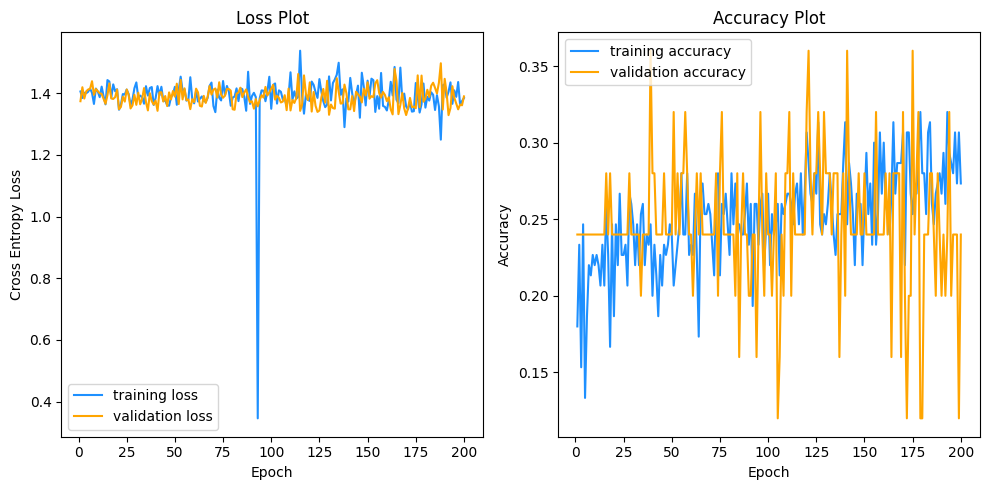 Loss Plot
Cross Entropy Loss
1.4
1.2
1.0
0.8
0.6
0.4
training loss
validation loss
0 25 50 75 100 125 150 175 200
Epoch
Accuracy Plot
Accuracy
training accuracy
validation accuracy
0.35
0.30
0.25
0.20
0.15
0 25 50 75 100 125 150 175 200
Epoch